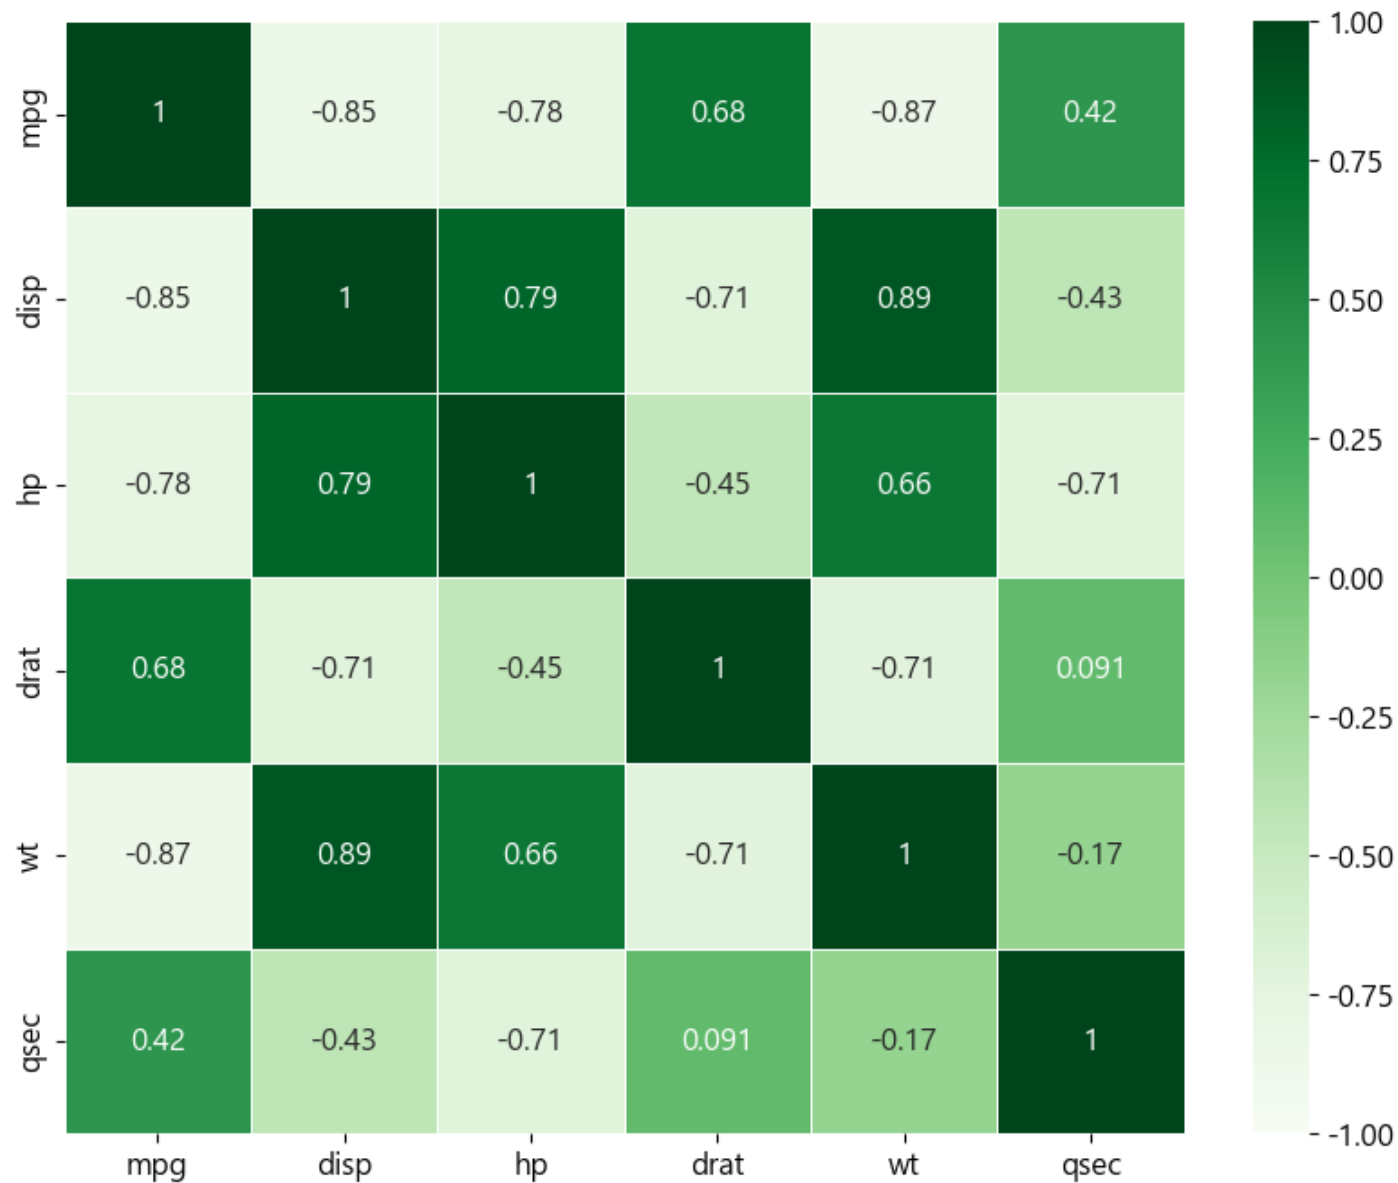 1.00
mpg 1 -0.85 -0.78 0.68 -0.87 0.42
0.75
disp -0.85 1 0.79 -0.71 0.89 -0.43
0.50
0.25
hp -0.78 0.79 1 -0.45 0.66 -0.71
0.00
drat 0.68 -0.71 -0.45 1 -0.71 0.091
-0.25
wt -0.87 0.89 0.66 -0.71 1 -0.17
-0.50
-0.75
qsec 0.42 -0.43 -0.71 0.091 -0.17 1
-1.00
mpg disp hp drat wt qsec